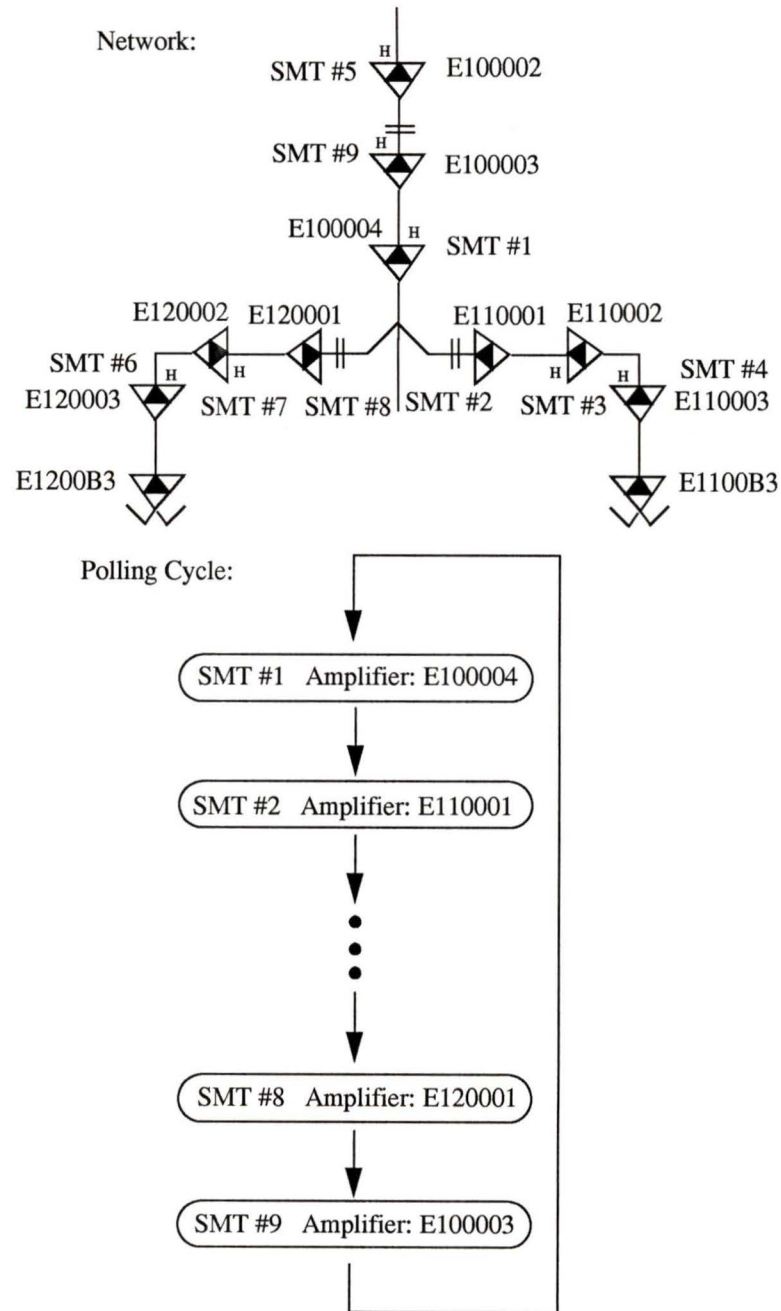 Network:
H
SMT #5 E100002
H
SMT #9 E100003
E100004 H
SMT #1
E120002 E120001 E110001 E110002
SMT #6 H H H H SMT #4
E120003 SMT #7 SMT #8 SMT #2 SMT #3 E110003
E1200B3 E1100B3
Polling Cycle:
SMT #1 Amplifier: E100004
SMT #2 Amplifier: E110001
SMT #8 Amplifier: E120001
SMT #9 Amplifier: E100003